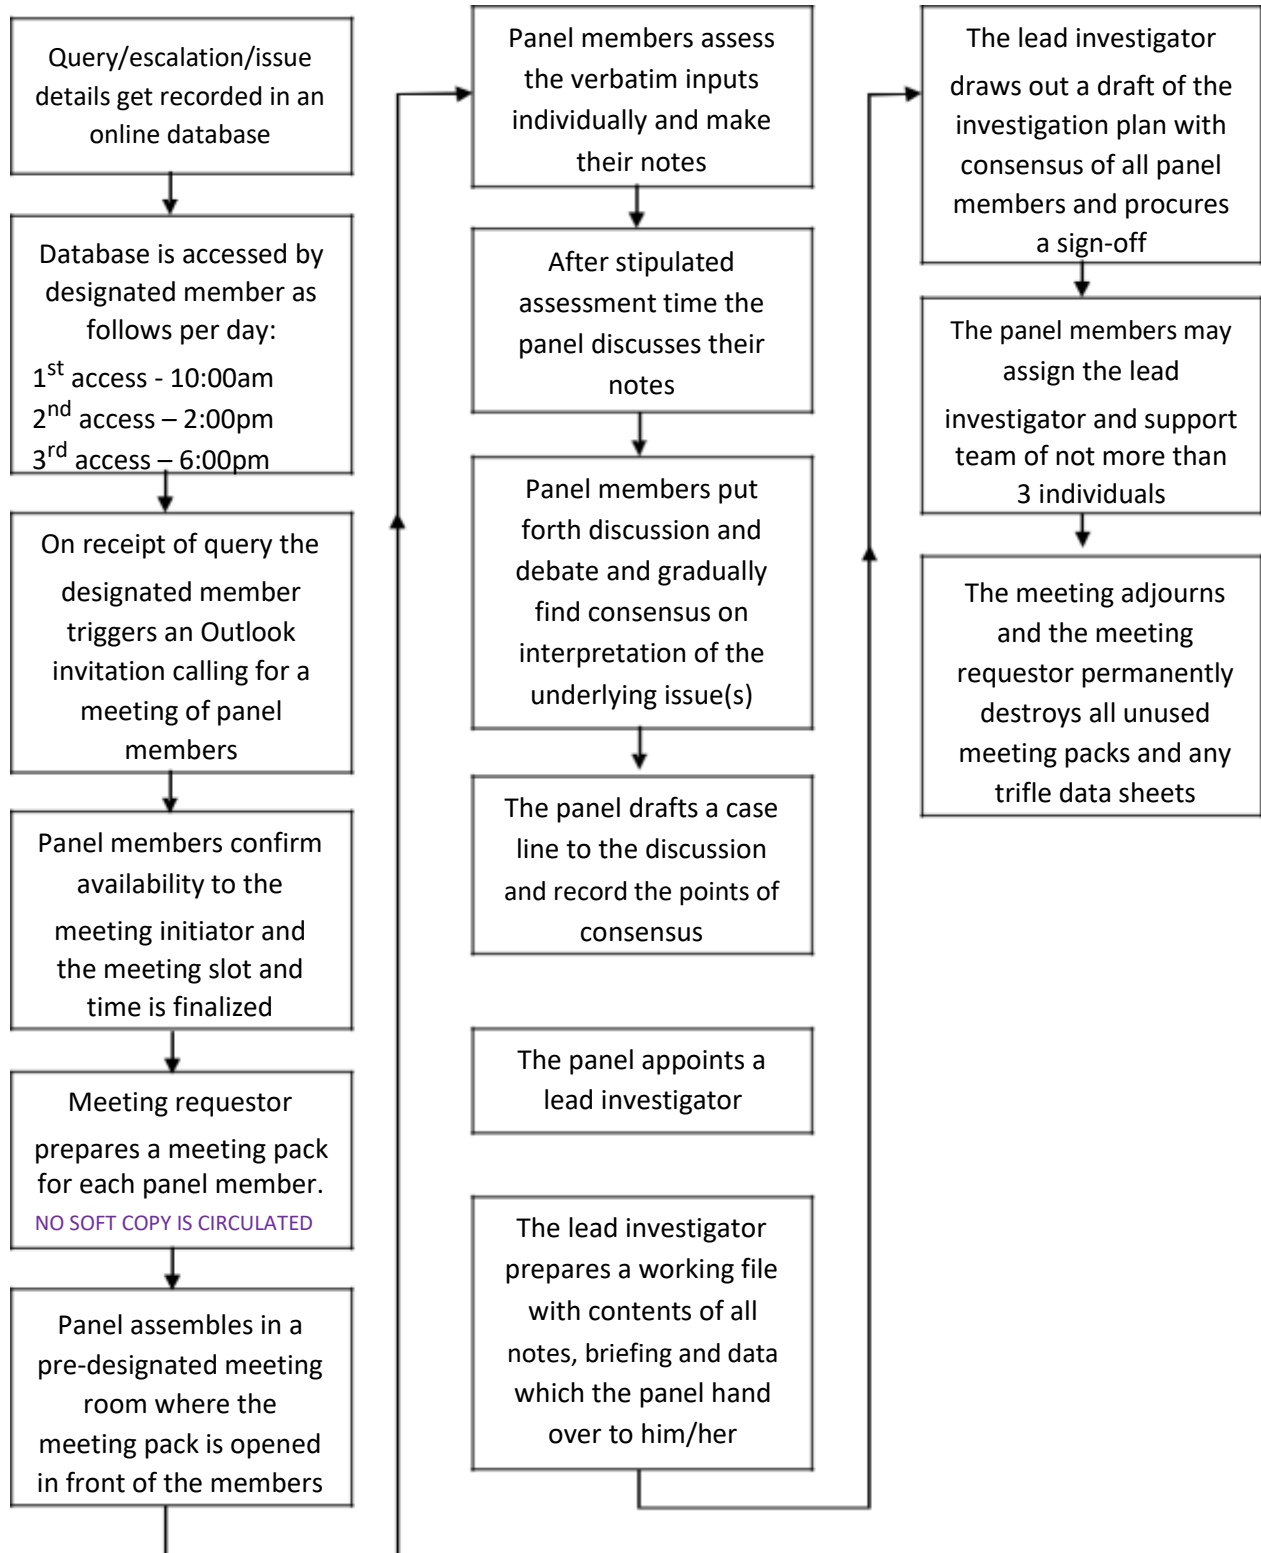 Query/escalation/issue
details get recorded in an
online database
Database is accessed by
designated member as
follows per day:
1st access - 10:00am
2nd access – 2:00pm
3rd access – 6:00pm
On receipt of query the
designated member
triggers an Outlook
invitation calling for a
meeting of panel
members
Panel members confirm
availability to the
meeting initiator and
the meeting slot and
time is finalized
Meeting requestor
prepares a meeting pack
for each panel member.
NO SOFT COPY IS CIRCULATED
Panel assembles in a
pre-designated meeting
room where the
meeting pack is opened
in front of the members
Panel members assess
the verbatim inputs
individually and make
their notes
After stipulated
assessment time the
panel discusses their
notes
Panel members put
forth discussion and
debate and gradually
find consensus on
interpretation of the
underlying issue(s)
The panel drafts a case
line to the discussion
and record the points of
consensus
The panel appoints a
lead investigator
The lead investigator
prepares a working file
with contents of all
notes, briefing and data
which the panel hand
over to him/her
The lead investigator
draws out a draft of the
investigation plan with
consensus of all panel
members and procures
a sign-off
The panel members may
assign the lead
investigator and support
team of not more than
3 individuals
The meeting adjourns
and the meeting
requestor permanently
destroys all unused
meeting packs and any
trifle data sheets